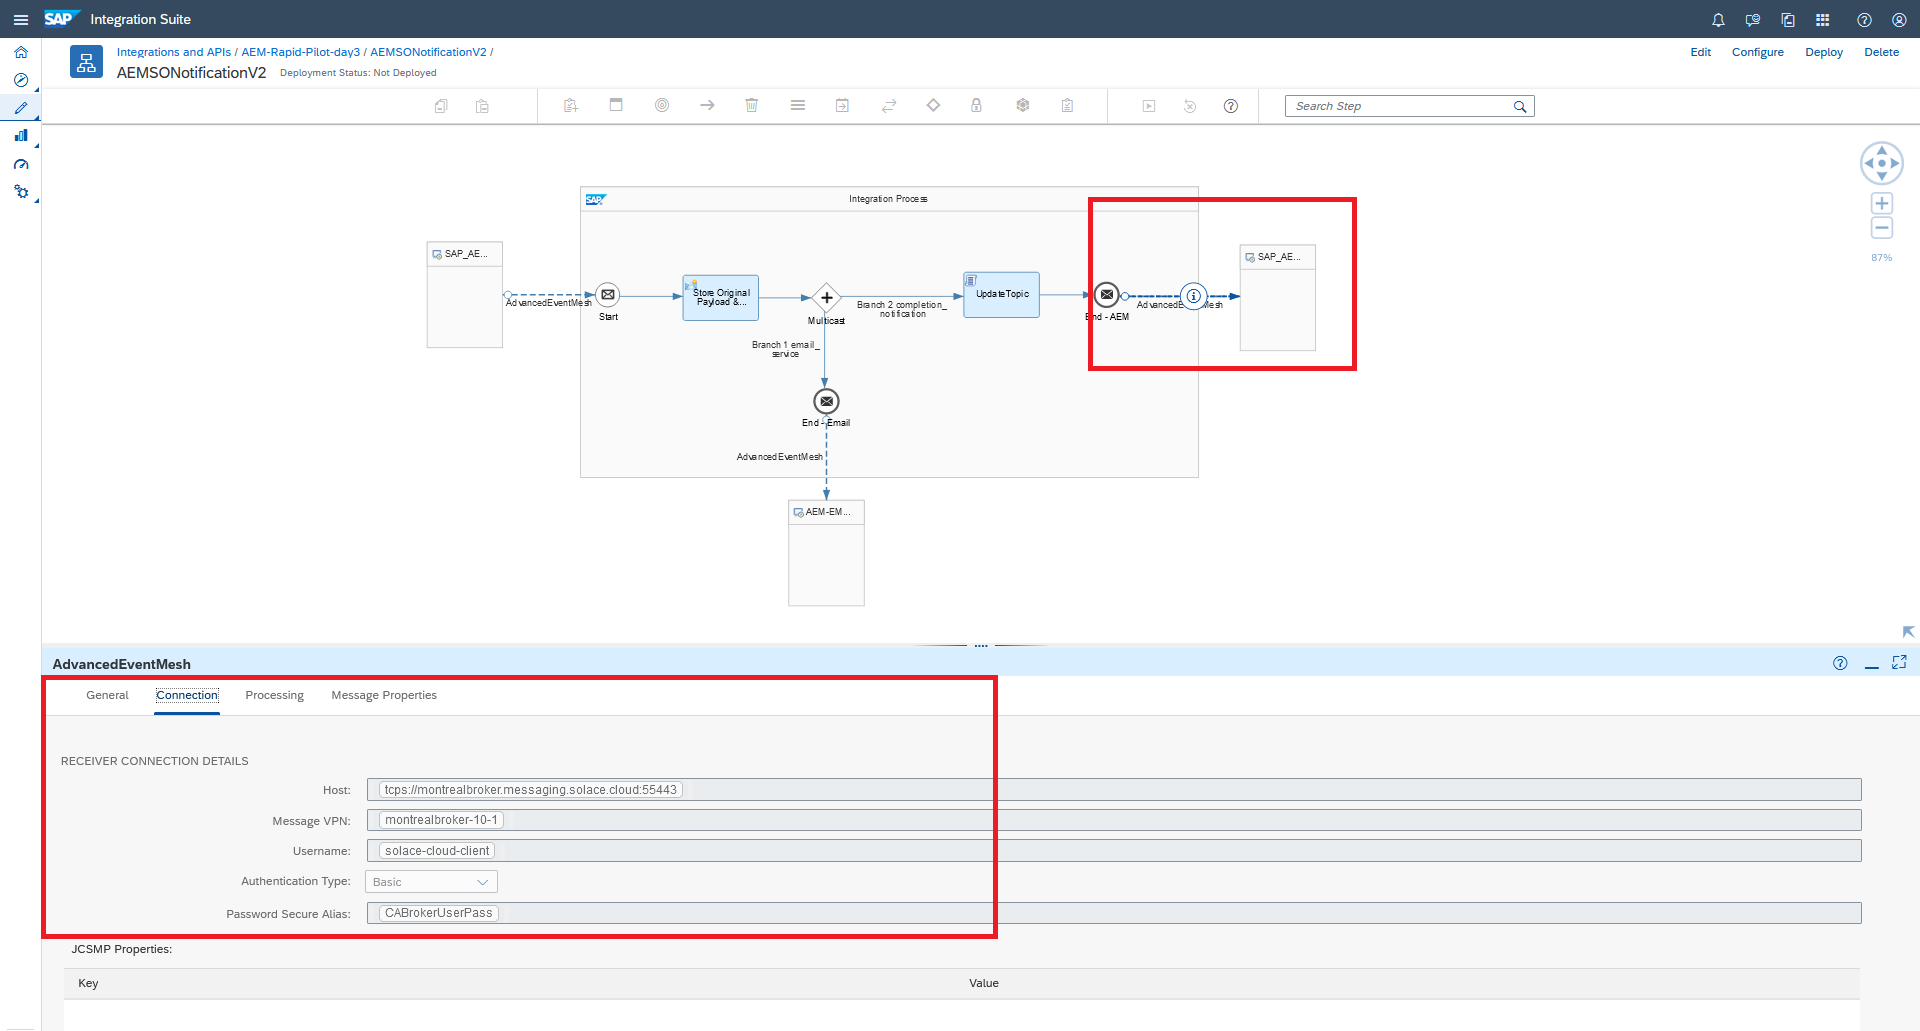 SAP Integration Suite
Integrations and APIs / AEM-Rapid-Pilot-day3 / AEMSONotificationV2 /
AEMSONotificationV2 Deployment Status: Not Deployed
Edit Configure Deploy Delete
Search Step
SAP Integration Process
SAP_AE...
AdvancedEventMesh
Start
Store Original
Payload &...
Multicast
Branch 2 completion_
notification
UpdateTopic
End - AEM
AdvancedEventMesh
SAP_AE...
Branch 1 email_
service
End - Email
AdvancedEventMesh
AEM-EM...
87%
AdvancedEventMesh
General Connection Processing Message Properties
RECEIVER CONNECTION DETAILS
Host: tcps://montrealbroker.messaging.solace.cloud:55443
Message VPN: montrealbroker-10-1
Username: solace-cloud-client
Authentication Type: Basic
Password Secure Alias: CABrokerUserPass
JCSMP Properties:
Key Value